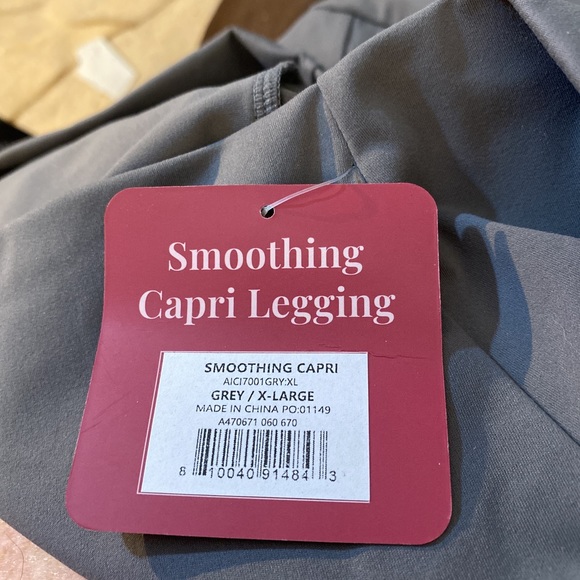 Smoothing
Capri Legging
SMOOTHING CAPRI
AICI7001GRY:XL
GREY / X-LARGE
MADE IN CHINA PO:01149
A470671 060 670
8 10040 91484 3